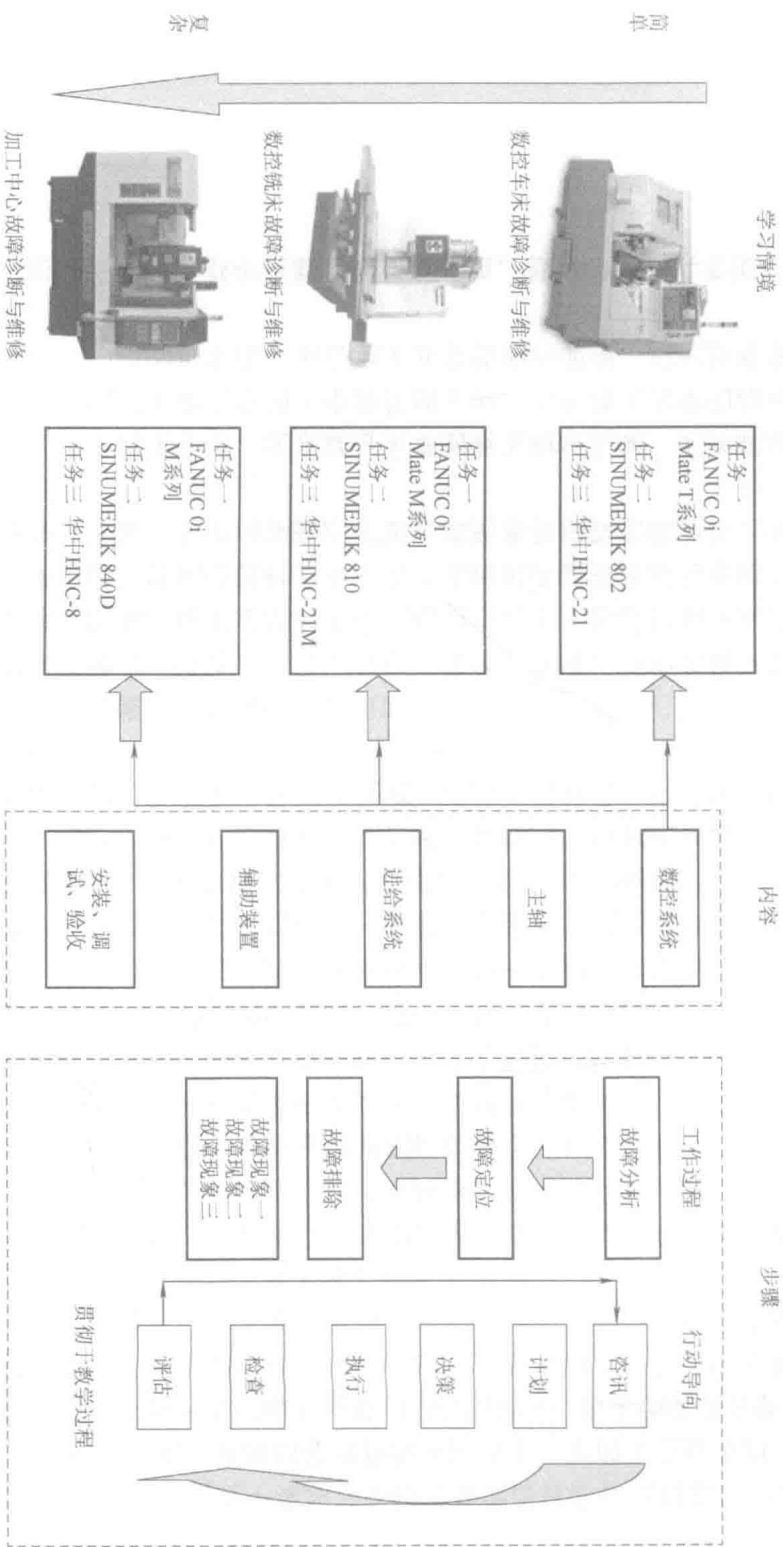 学习情境
内容
步骤
简单
复杂
数控车床故障诊断与维修
数控铣床故障诊断与维修
加工中心故障诊断与维修
任务一
FANUC 0i
Mate T系列
任务二
SINUMERIK 802
任务三 华中HNC-21
任务一
FANUC 0i
Mate M系列
任务二
SINUMERIK 810
任务三 华中HNC-21M
任务一
FANUC 0i
M系列
任务二
SINUMERIK 840D
任务三 华中HNC-8
数控系统
主轴
进给系统
辅助装置
安装、调
试、验收
工作过程
故障分析
故障定位
故障排除
故障现象一
故障现象二
故障现象三
行动导向
咨讯
计划
决策
执行
检查
评估
贯彻于教学过程